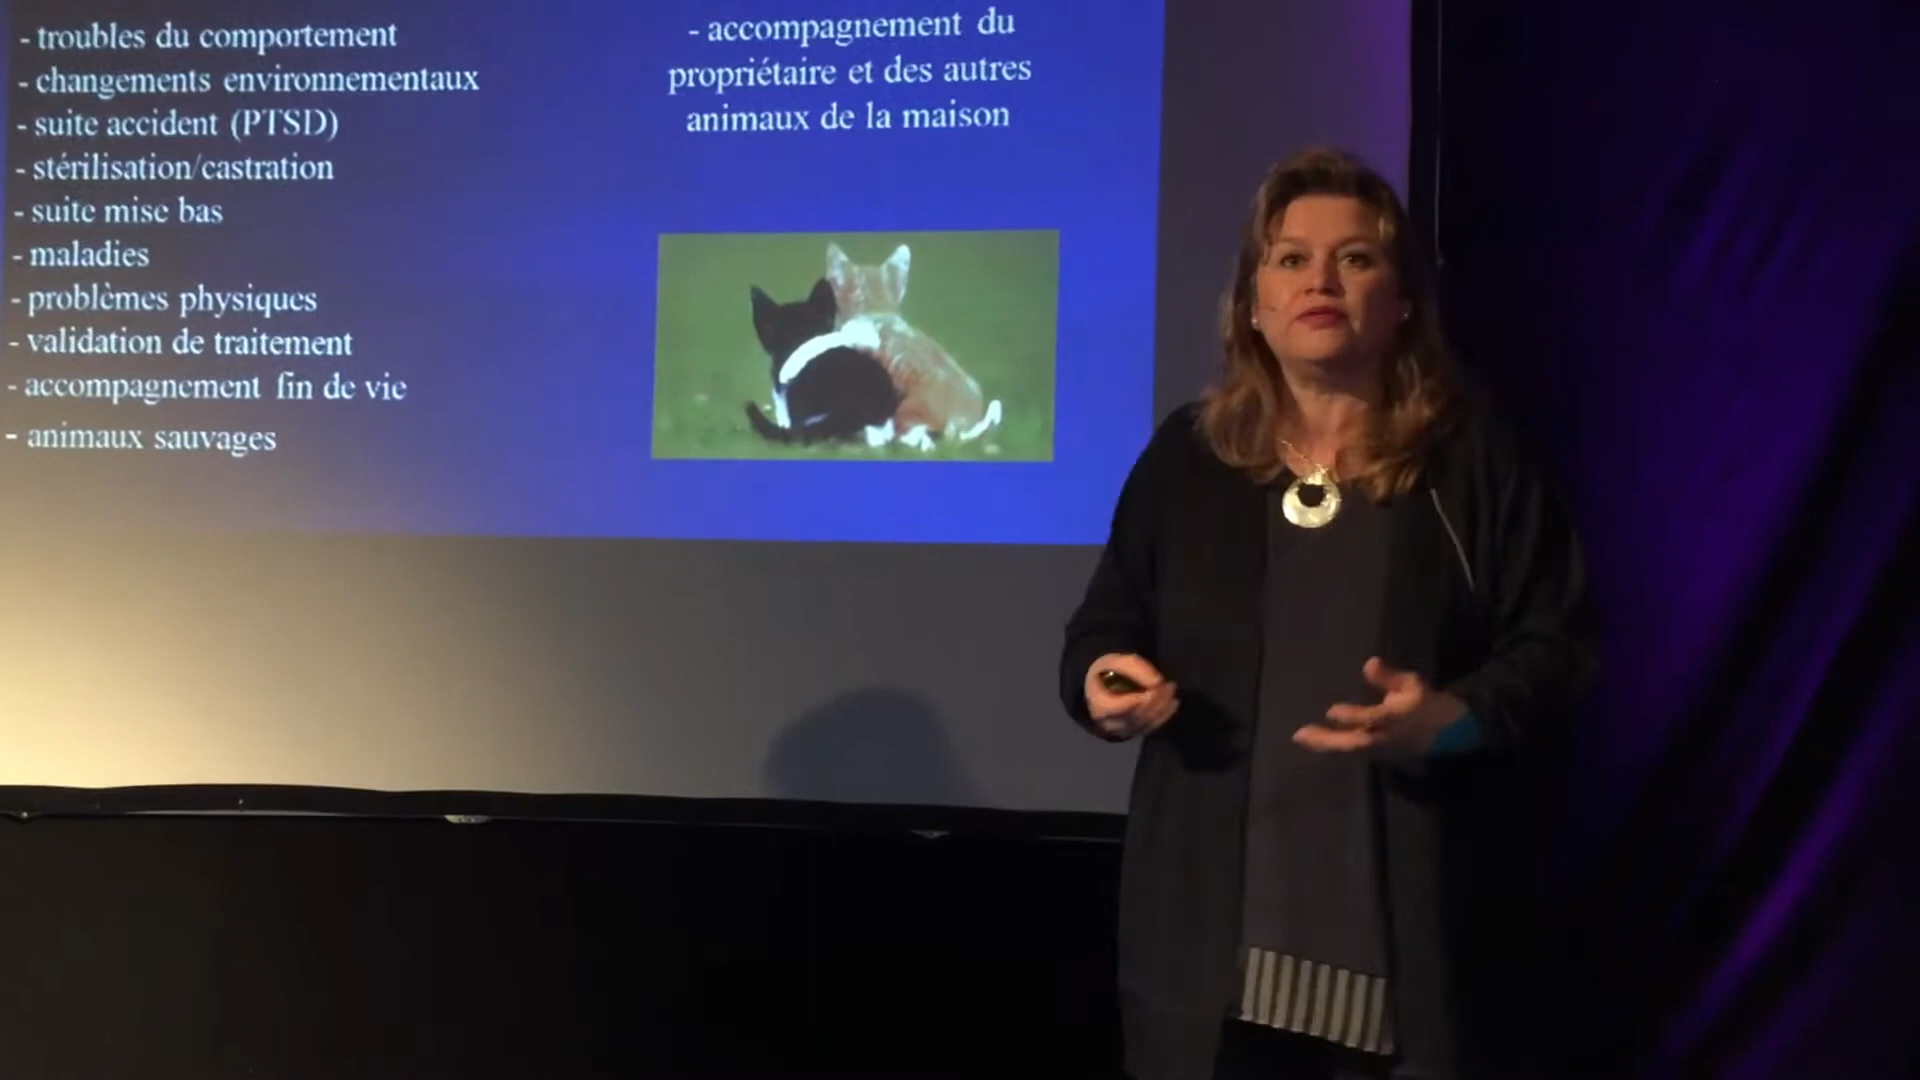 - troubles du comportement
- changements environnementaux
- suite accident (PTSD)
- stérilisation/castration
- suite mise bas
- maladies
- problèmes physiques
- validation de traitement
- accompagnement fin de vie
- animaux sauvages
- accompagnement du
propriétaire et des autres
animaux de la maison